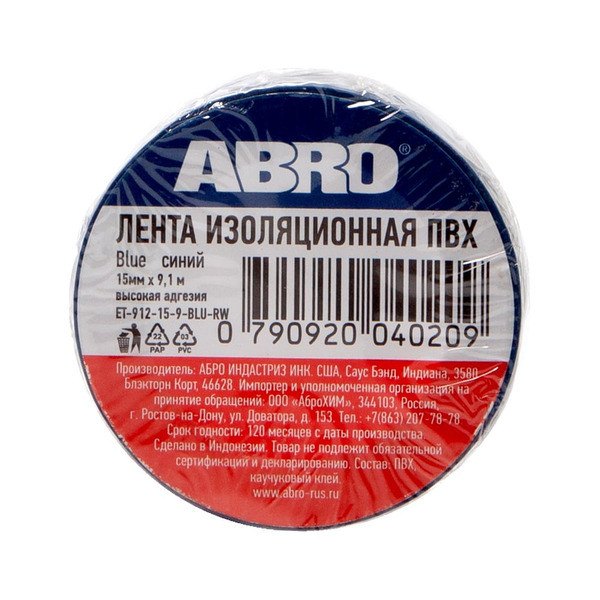 ABRO®
ЛЕНТА ИЗОЛЯЦИОННАЯ ПВХ
Blue синий
15мм х 9,1 м
высокая адгезия
ET-912-15-9-BLU-RW
0 790920 040209
22 03
PAP PVC
Производитель: АБРО ИНДАСТРИЗ ИНК. США, Саус Бэнд, Индиана, 3580
Блэкторн Корт, 46628. Импортер и уполномоченная организация на
принятие обращений: ООО «АброХИМ», 344103, Россия,
г. Ростов-на-Дону, ул. Доватора, д. 153. Тел.: +7(863) 207-78-78
Срок годности: 120 месяцев с даты производства.
Сделано в Индонезии. Товар не подлежит обязательной
сертификации и декларированию. Состав: ПВХ,
каучуковый клей.
www.abro-rus.ru